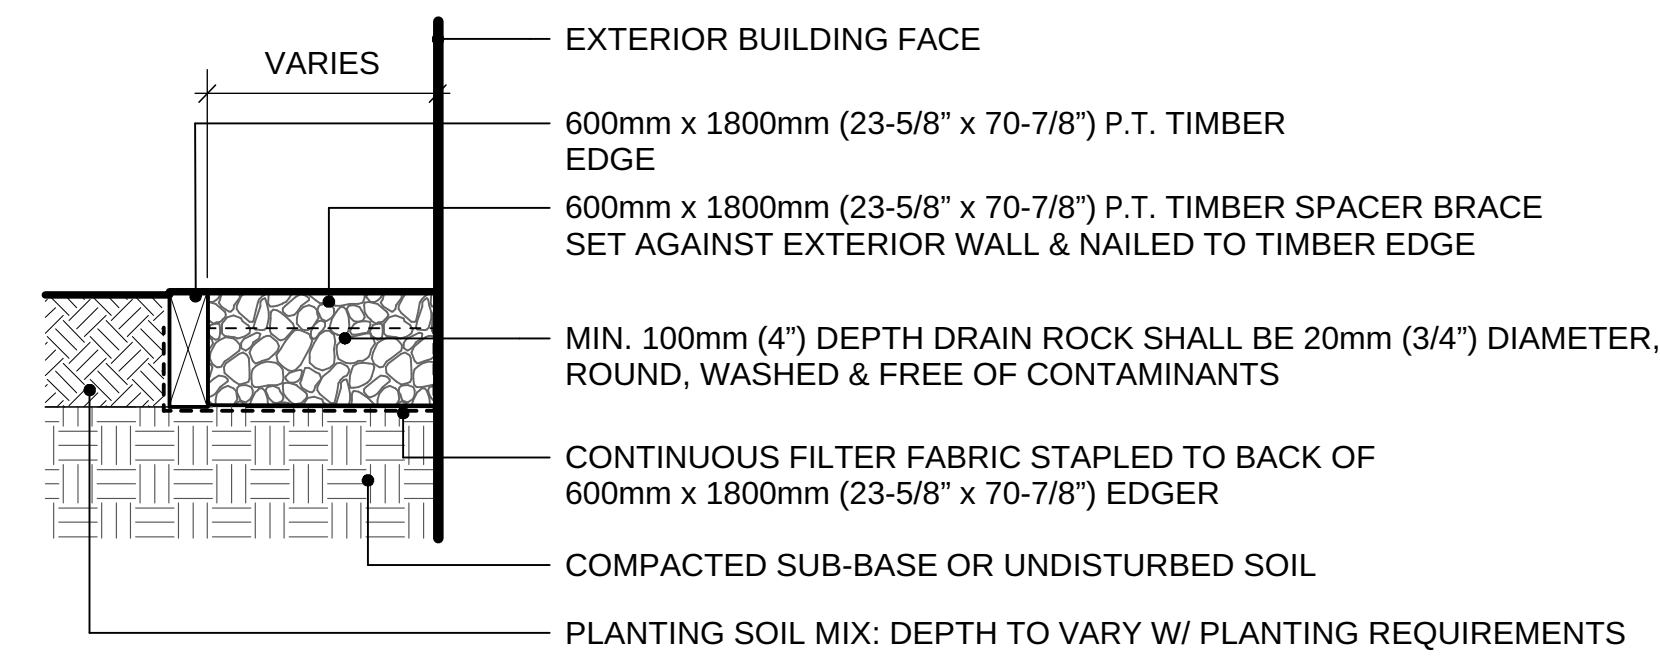 VARIES
EXTERIOR BUILDING FACE
600mm x 1800mm (23-5/8” x 70-7/8”) P.T. TIMBER
EDGE
600mm x 1800mm (23-5/8” x 70-7/8”) P.T. TIMBER SPACER BRACE
SET AGAINST EXTERIOR WALL & NAILED TO TIMBER EDGE
MIN. 100mm (4”) DEPTH DRAIN ROCK SHALL BE 20mm (3/4”) DIAMETER,
ROUND, WASHED & FREE OF CONTAMINANTS
CONTINUOUS FILTER FABRIC STAPLED TO BACK OF
600mm x 1800mm (23-5/8” x 70-7/8”) EDGER
COMPACTED SUB-BASE OR UNDISTURBED SOIL
PLANTING SOIL MIX: DEPTH TO VARY W/ PLANTING REQUIREMENTS